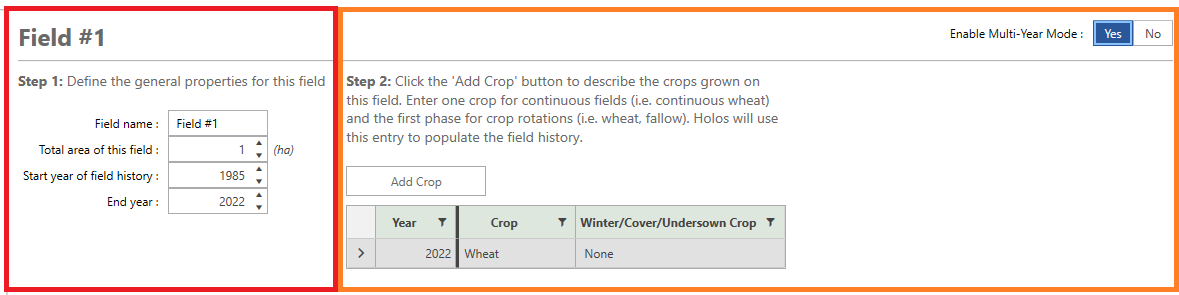 Field #1
Enable Multi-Year Mode :
Yes
No
Step 1: Define the general properties for this field
Field name :
Field #1
Total area of this field :
1
(ha)
Start year of field history :
1985
End year :
2022
Step 2: Click the 'Add Crop' button to describe the crops grown on
this field. Enter one crop for continuous fields (i.e. continuous wheat)
and the first phase for crop rotations (i.e. wheat, fallow). Holos will use
this entry to populate the field history.
Add Crop
Year
Crop
Winter/Cover/Undersown Crop
2022
Wheat
None